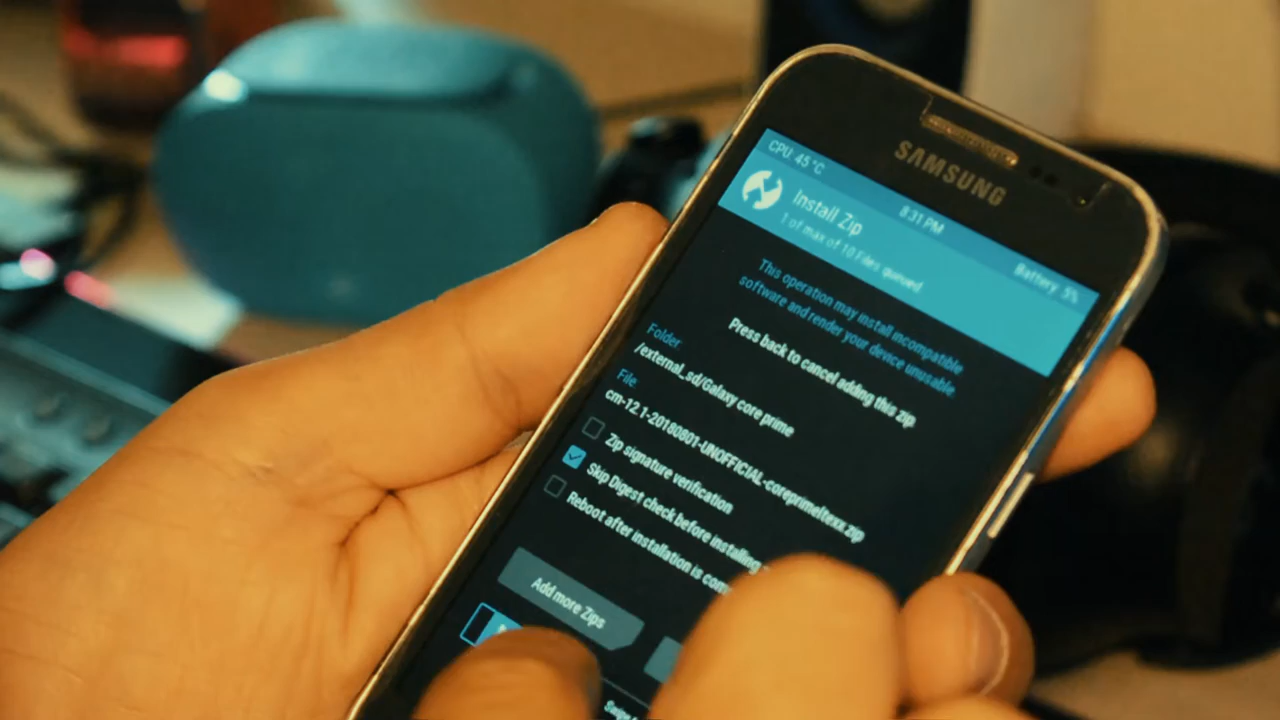 SAMSUNG
CPU 45 °C
8:31 PM
Battery 5%
Install Zip
1 of max of 10 Files queued
This operation may install incompatible
software and render your device unusable.
Press back to cancel adding this zip
Folder
/external_sd/Galaxy core prime
File
cm-12.1-20180801-UNOFFICIAL-coreprimeltexx.zip
Zip signature verification
Skip Digest check before installing
Reboot after installation is
Add more Zips